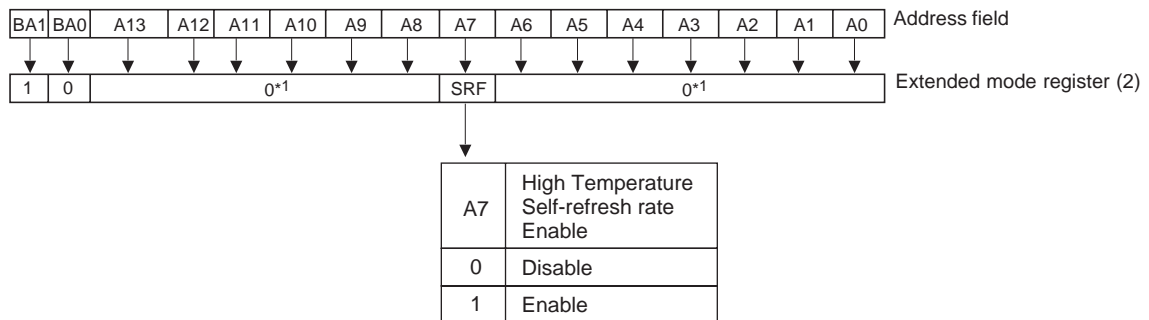 BA1 BA0 A13 A12 A11 A10 A9 A8 A7 A6 A5 A4 A3 A2 A1 A0 Address field
1 0 0*1 SRF 0*1 Extended mode register (2)
A7 High Temperature
Self-refresh rate
Enable
0 Disable
1 Enable